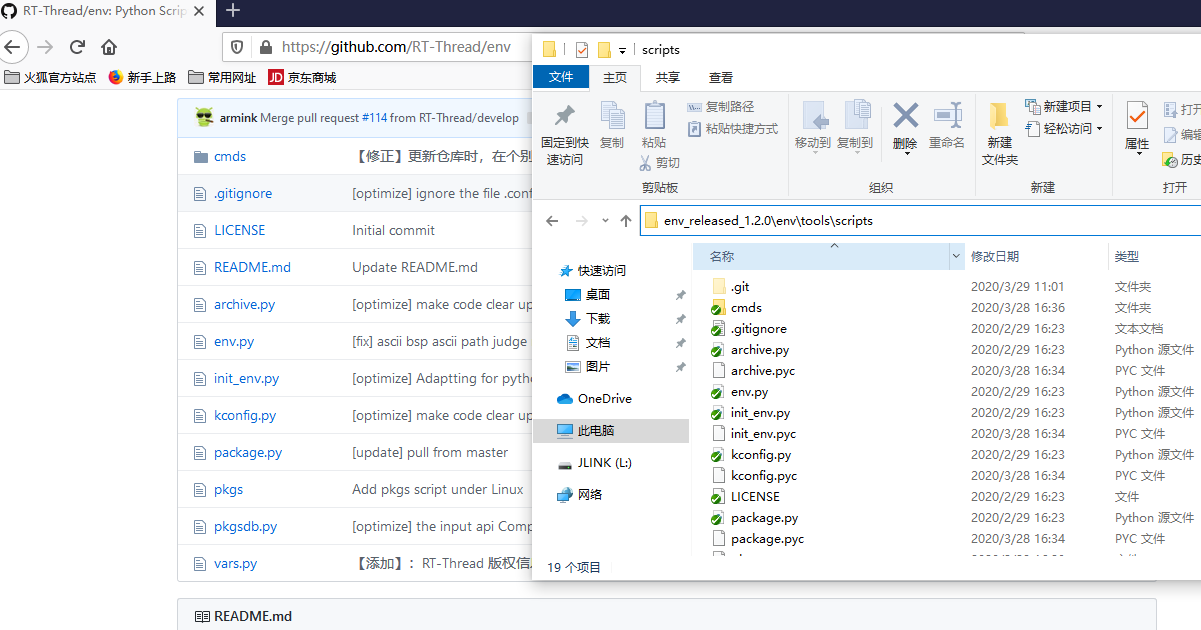 RT-Thread/env: Python Scrip
https://github.com/RT-Thread/env
火狐官方站点 新手上路 常用网址 JD 京东商城
armink Merge pull request #114 from RT-Thread/develop
cmds 【修正】更新仓库时，在个别
.gitignore [optimize] ignore the file .conf
LICENSE Initial commit
README.md Update README.md
archive.py [optimize] make code clear up
env.py [fix] ascii bsp ascii path judge
init_env.py [optimize] Adaptting for pytho
kconfig.py [optimize] make code clear up
package.py [update] pull from master
pkgs Add pkgs script under Linux
pkgsdb.py [optimize] the input api Comp
vars.py 【添加】：RT-Thread 版权信息
README.md
scripts
文件 主页 共享 查看
固定到快速访问
复制
粘贴
复制路径
粘贴快捷方式
剪切
剪贴板
移动到 复制到 删除 重命名
组织
新建文件夹
新建项目
轻松访问
新建
属性
打开
编辑
历史
打开
env_released_1.2.0\env\tools\scripts
快速访问
桌面
下载
文档
图片
OneDrive
此电脑
JLINK (L:)
网络
名称 修改日期 类型
.git 2020/3/29 11:01 文件夹
cmds 2020/3/28 16:36 文件夹
.gitignore 2020/2/29 16:23 文本文档
archive.py 2020/2/29 16:23 Python 源文件
archive.pyc 2020/3/28 16:34 PYC 文件
env.py 2020/2/29 16:23 Python 源文件
init_env.py 2020/2/29 16:23 Python 源文件
init_env.pyc 2020/3/28 16:34 PYC 文件
kconfig.py 2020/2/29 16:23 Python 源文件
kconfig.pyc 2020/3/28 16:34 PYC 文件
LICENSE 2020/2/29 16:23 文件
package.py 2020/2/29 16:23 Python 源文件
package.pyc 2020/3/28 16:34 PYC 文件
19 个项目